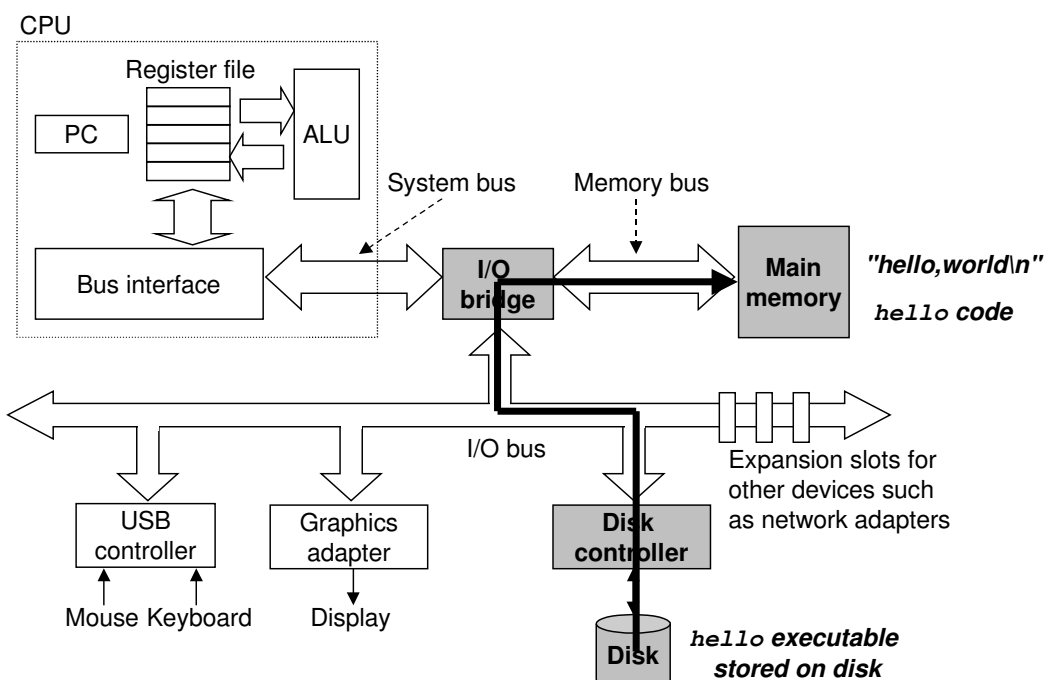 CPU
Register file
PC
ALU
System bus
Memory bus
Bus interface
I/O
bridge
Main
memory
"hello,world\n"
hello code
I/O bus
Expansion slots for
other devices such
as network adapters
USB
controller
Graphics
adapter
Disk
controller
Mouse Keyboard
Display
Disk
hello executable
stored on disk